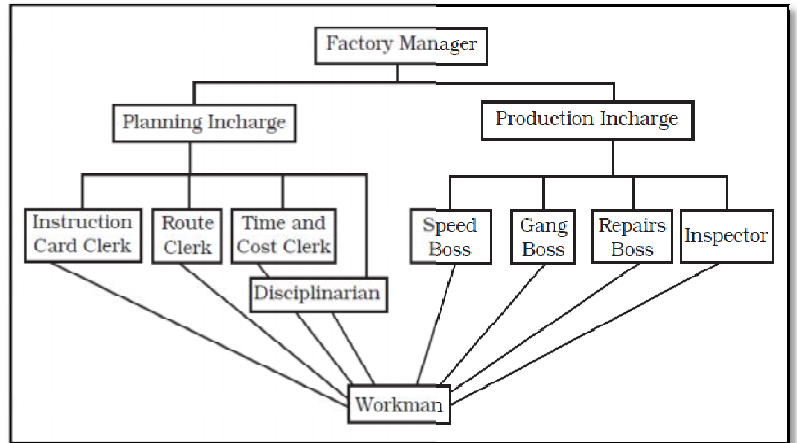 Factory Manager
Planning Incharge
Production Incharge
Instruction
Card Clerk
Route
Clerk
Time and
Cost Clerk
Disciplinarian
Speed
Boss
Gang
Boss
Repairs
Boss
Inspector
Workman